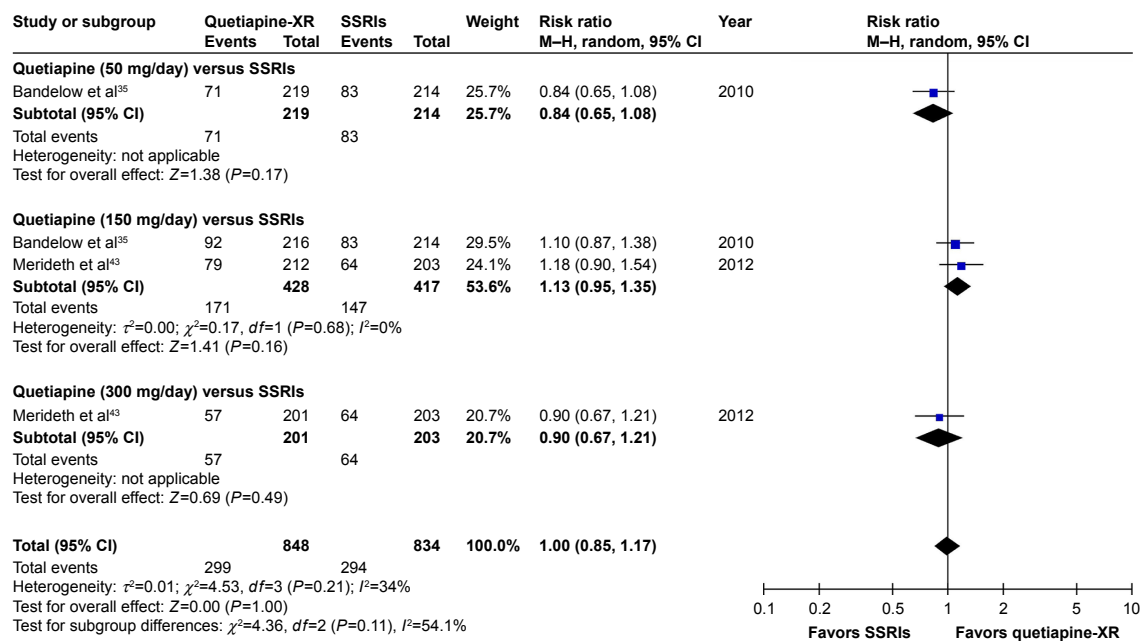 Study or subgroup Quetiapine-XR SSRIs Weight Risk ratio Year Risk ratio
Events Total Events Total M–H, random, 95% CI M–H, random, 95% CI
Quetiapine (50 mg/day) versus SSRIs
Bandelow et al³⁵ 71 219 83 214 25.7% 0.84 (0.65, 1.08) 2010
Subtotal (95% CI) 219 214 25.7% 0.84 (0.65, 1.08)
Total events 71 83
Heterogeneity: not applicable
Test for overall effect: Z=1.38 (P=0.17)
Quetiapine (150 mg/day) versus SSRIs
Bandelow et al³⁵ 92 216 83 214 29.5% 1.10 (0.87, 1.38) 2010
Merideth et al⁴³ 79 212 64 203 24.1% 1.18 (0.90, 1.54) 2012
Subtotal (95% CI) 428 417 53.6% 1.13 (0.95, 1.35)
Total events 171 147
Heterogeneity: τ²=0.00; χ²=0.17, df=1 (P=0.68); I²=0%
Test for overall effect: Z=1.41 (P=0.16)
Quetiapine (300 mg/day) versus SSRIs
Merideth et al⁴³ 57 201 64 203 20.7% 0.90 (0.67, 1.21) 2012
Subtotal (95% CI) 201 203 20.7% 0.90 (0.67, 1.21)
Total events 57 64
Heterogeneity: not applicable
Test for overall effect: Z=0.69 (P=0.49)
Total (95% CI) 848 834 100.0% 1.00 (0.85, 1.17)
Total events 299 294
Heterogeneity: τ²=0.01; χ²=4.53, df=3 (P=0.21); I²=34%
Test for overall effect: Z=0.00 (P=1.00)
Test for subgroup differences: χ²=4.36, df=2 (P=0.11), I²=54.1%
0.1 0.2 0.5 1 2 5 10
Favors SSRIs Favors quetiapine-XR